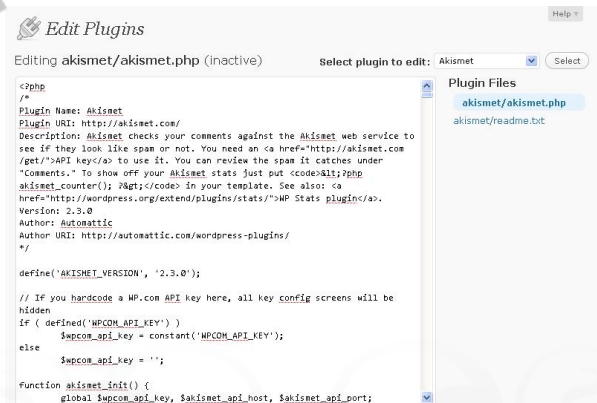 Help
Edit Plugins
Editing akismet/akismet.php (inactive)
Select plugin to edit: Akismet Select
<?php
/*
Plugin Name: Akismet
Plugin URI: http://akismet.com/
Description: Akismet checks your comments against the Akismet web service to
see if they look like spam or not. You need an <a href="http://akismet.com
/get/">API key</a> to use it. You can review the spam it catches under
"Comments." To show off your Akismet stats just put <code>&lt;?php
akismet_counter(); ?&gt;</code> in your template. See also: <a
href="http://wordpress.org/extend/plugins/stats/">WP Stats plugin</a>.
Version: 2.3.0
Author: Automattic
Author URI: http://automattic.com/wordpress-plugins/
*/
define('AKISMET_VERSION', '2.3.0');
// If you hardcode a WP.com API key here, all key config screens will be
hidden
if ( defined('WPCOM_API_KEY') )
$wpcom_api_key = constant('WPCOM_API_KEY');
else
$wpcom_api_key = '';
function akismet_init() {
global $wpcom_api_key, $akismet_api_host, $akismet_api_port;
Plugin Files
akismet/akismet.php
akismet/readme.txt